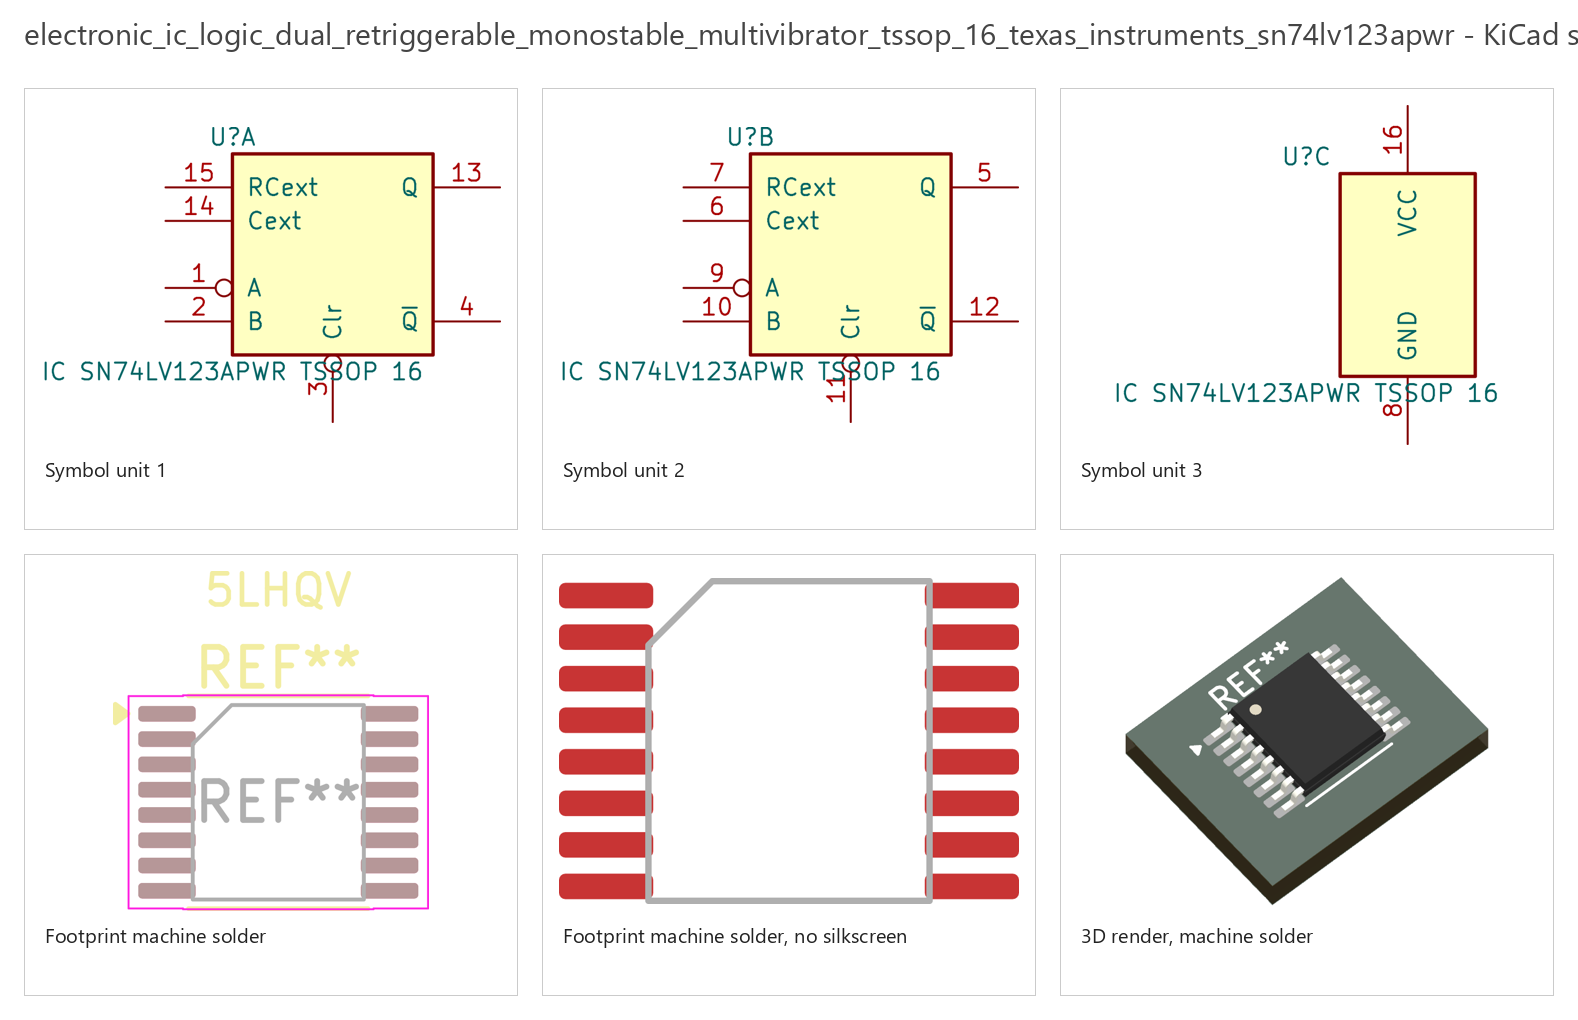 electronic_ic_logic_dual_retriggerable_monostable_multivibrator_tssop_16_texas_instruments_sn74lv123apwr - KiCad s
U?A
15 RCext Q 13
14 Cext
1 A
2 B Clr Q 4
IC SN74LV123APWR TSSOP 16
3
Symbol unit 1
U?B
7 RCext Q 5
6 Cext
9 A
10 B Clr Q 12
IC SN74LV123APWR TSSOP 16
11
Symbol unit 2
16
U?C
VCC
GND
IC SN74LV123APWR TSSOP 16
8
Symbol unit 3
5LHQV
REF**
REF**
Footprint machine solder
Footprint machine solder, no silkscreen
REF**
3D render, machine solder